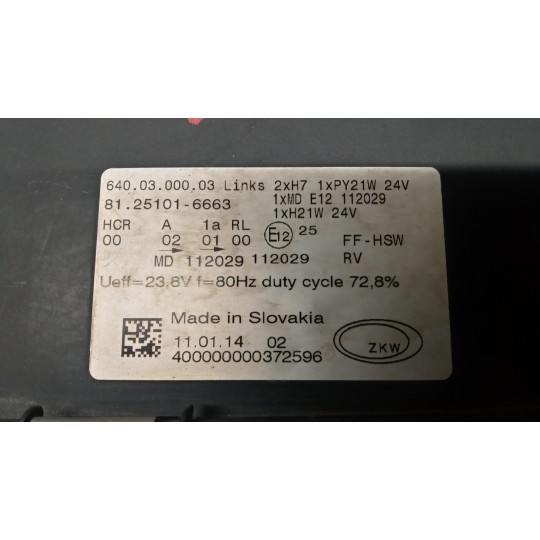 640.03.000.03 Links 2xH7 1xPY21W 24V
81.25101-6663 1xMD E12 112029
1xH21W 24V
HCR A 1a RL E12 25
00 02 01 00 FF-HSW
MD 112029 112029 RV
Ueff=23,8V f=80Hz duty cycle 72,8%
Made in Slovakia
11.01.14 02
400000000372596
ZKW